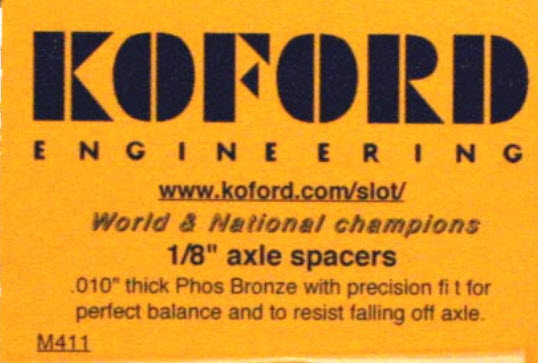 KOFORD
ENGINEERING
www.koford.com/slot/
World & National champions
1/8" axle spacers
.010" thick Phos Bronze with precision fi t for
perfect balance and to resist falling off axle.
M411